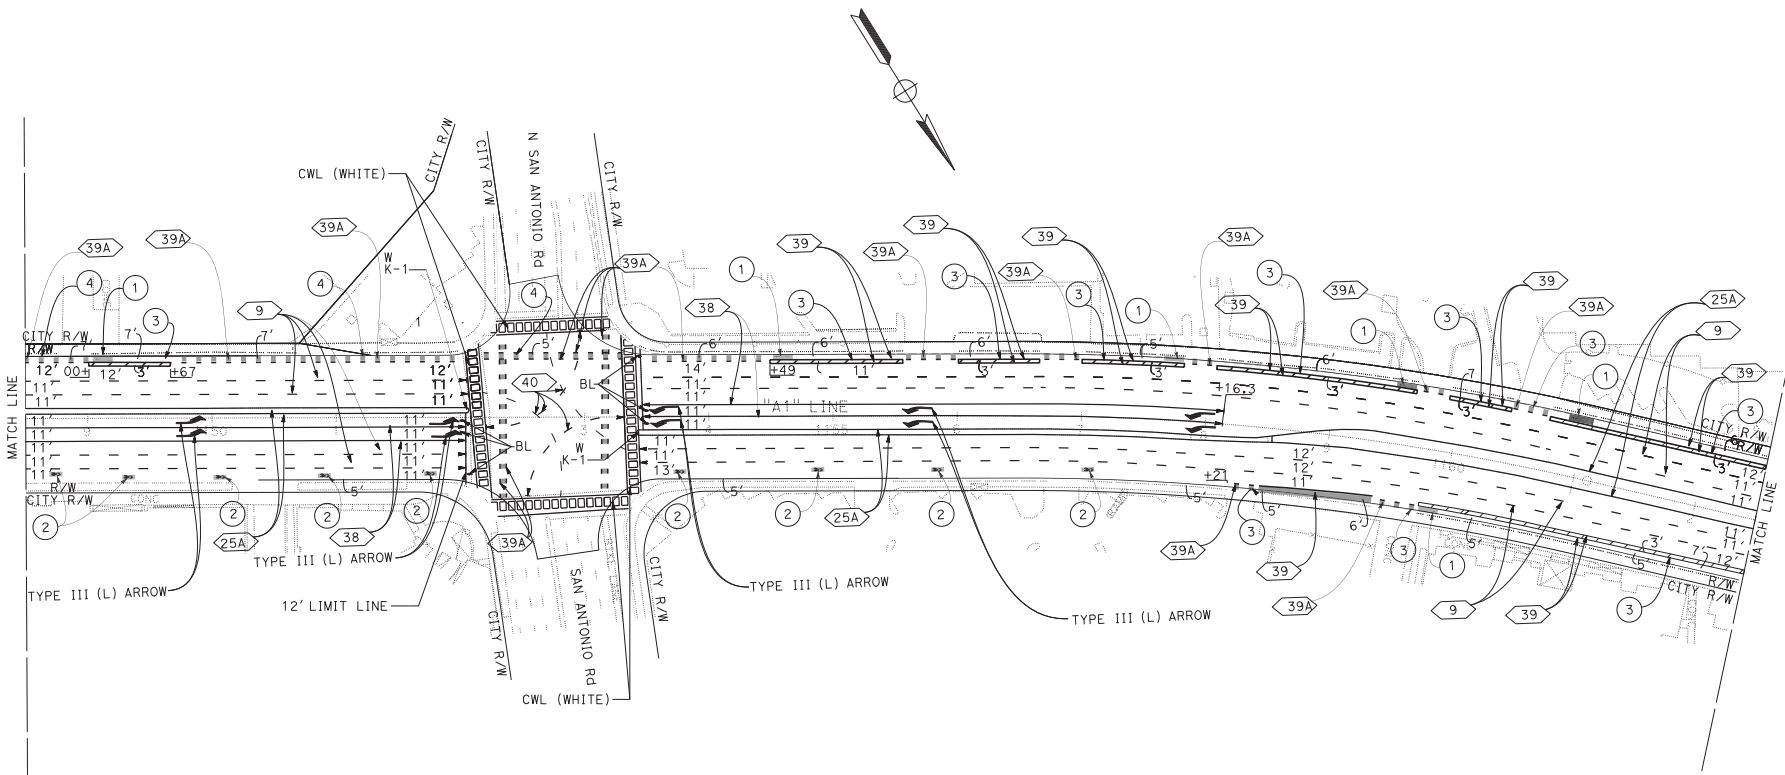 MATCH LINE
CITY R/W
R/W
39A
4
1
3
39A
9
39A
4
W
K-1
CWL (WHITE)
CITY R/W
CITY R/W
N SAN ANTONIO Rd
CITY R/W
1
7'
7'
12'
00+
12'
3'
+67
11'
12'
11'
11'
4
5'
39A
40
BL
BL
W
K-1
14'
11'
11'
11'
6'
38
1
3
39
6'
+49
11'
39A
39
3
3'
39A
39
3
1
5'
3'
39A
39
3
6'
3'
+16.3
39A
1
3
7
3'
39
39A
3
1
25A
9
39
3
CITY R/W
R/W
6'
3'
12'
11'
11'
"A1" LINE
1155
1160
50
11'
11'
11'
11'
11'
11'
11'
11'
11'
11'
13'
R/W
CITY R/W
CONC
5'
2
2
2
2
2
25A
38
39A
TYPE III (L) ARROW
TYPE III (L) ARROW
12' LIMIT LINE
CITY R/W
SAN ANTONIO Rd
CITY R/W
CWL (WHITE)
5'
2
2
25A
2
2
TYPE III (L) ARROW
TYPE III (L) ARROW
5'
+21
12'
12'
11'
39A
3
5'
39
6'
39A
3
1
5'
9
39
3'
5'
3
7'
11'
11'
12'
R/W
CITY R/W
MATCH LINE